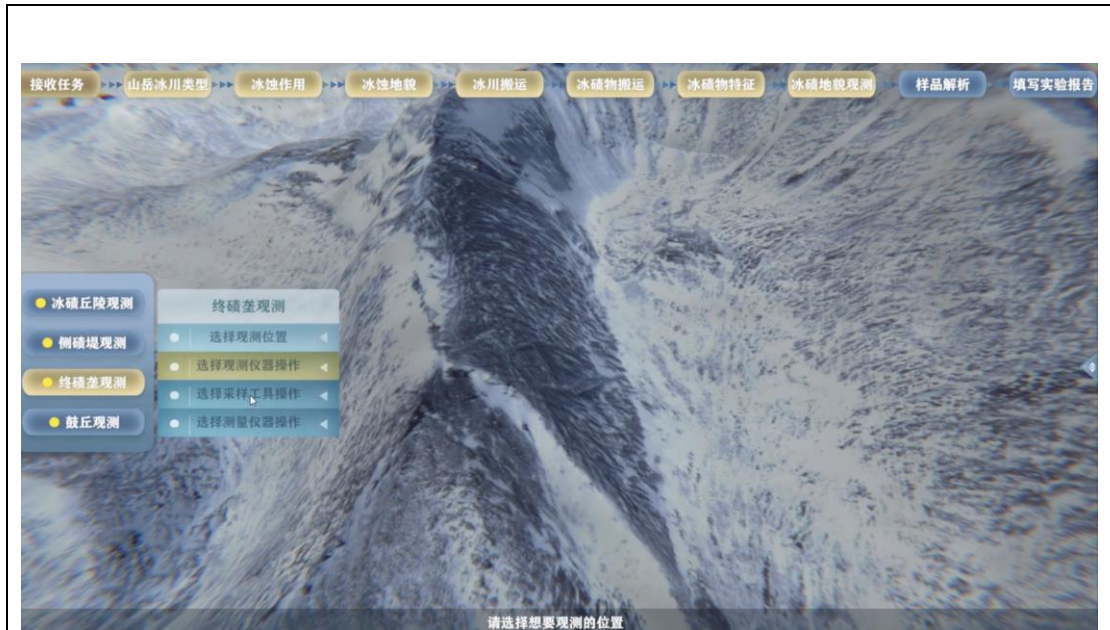 接收任务 山岳冰川类型 冰蚀作用 冰蚀地貌 冰川搬运 冰碛物搬运 冰碛物特征 冰碛地貌观测 样品解析 填写实验报告
冰碛丘陵观测
侧碛堤观测
终碛垄观测
鼓丘观测
终碛垄观测
选择观测位置
选择观测仪器操作
选择采样工具操作
选择测量仪器操作
请选择想要观测的位置